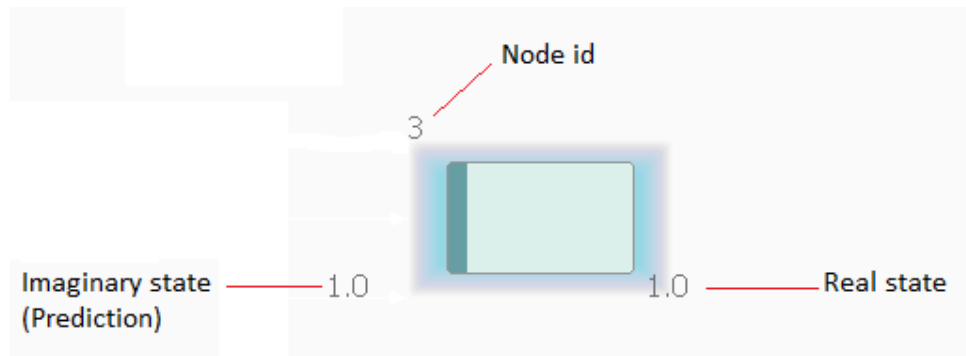 Node id
3
Imaginary state
(Prediction)
1.0
1.0
Real state